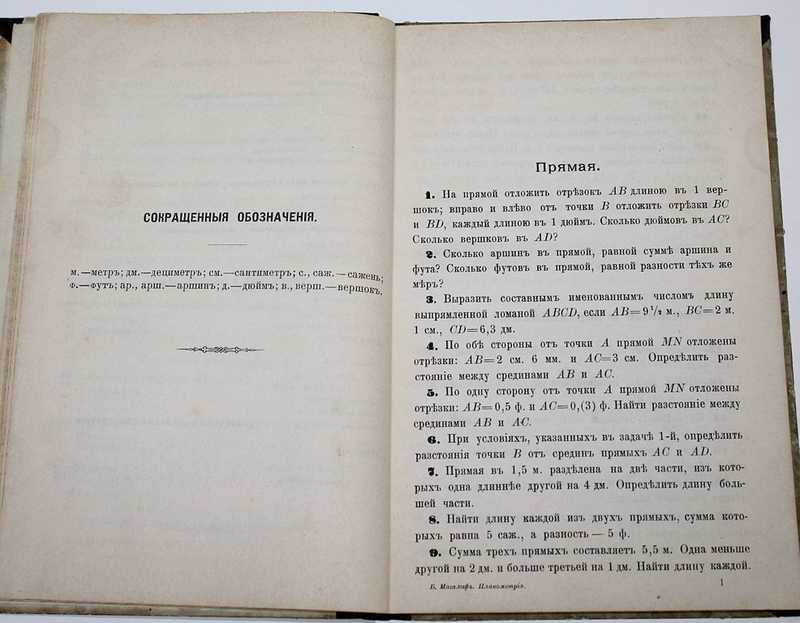 СОКРАЩЕННЫЯ ОБОЗНАЧЕНІЯ.
м.—метръ; дм.—дециметръ; см.—сантиметръ; с., саж.—сажень;
ф.—футъ; ар., арш.—аршинъ; д.—дюймъ; в., верш.—вершокъ.
Прямая.
1. На прямой отложить отрѣзокъ AB длиною въ 1 вер-
шокъ; вправо и влѣво отъ точки B отложить отрѣзки BC
и BD, каждый длиною въ 1 дюймъ. Сколько дюймовъ въ AC?
Сколько вершковъ въ AD?
2. Сколько аршинъ въ прямой, равной суммѣ аршина и
фута? Сколько футовъ въ прямой, равной разности тѣхъ же
мѣръ?
3. Выразить составнымъ именованнымъ числомъ длину
выпрямленной ломаной ABCD, если AB=9½ м., BC=2 м.
1 см., CD=6,3 дм.
4. По обѣ стороны отъ точки A прямой MN отложены
отрѣзки: AB=2 см. 6 мм. и AC=3 см. Опредѣлить раз-
стояніе между срединами AB и AC.
5. По одну сторону отъ точки A прямой MN отложены
отрѣзки: AB=0,5 ф. и AC=0,(3) ф. Найти разстояніе между
срединами AB и AC.
6. При условіяхъ, указанныхъ въ задачѣ 1-й, опредѣлить
разстоянія точки B отъ срединъ прямыхъ AC и AD.
7. Прямая въ 1,5 м. раздѣлена на двѣ части, изъ кото-
рыхъ одна длиннѣе другой на 4 дм. Опредѣлить длину боль-
шей части.
8. Найти длину каждой изъ двухъ прямыхъ, сумма кото-
рыхъ равна 5 саж., а разность — 5 ф.
9. Сумма трехъ прямыхъ составляетъ 5,5 м. Одна меньше
другой на 2 дм. и больше третьей на 1 дм. Найти длину каждой.
Планиметрія. 1